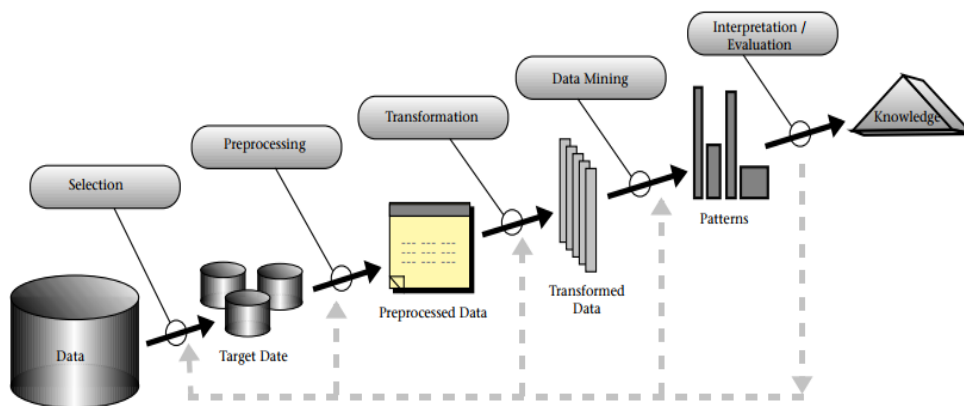 Interpretation /
Evaluation
Data Mining
Transformation
Preprocessing
Selection
Knowledge
Patterns
Transformed
Data
Preprocessed Data
Target Date
Data